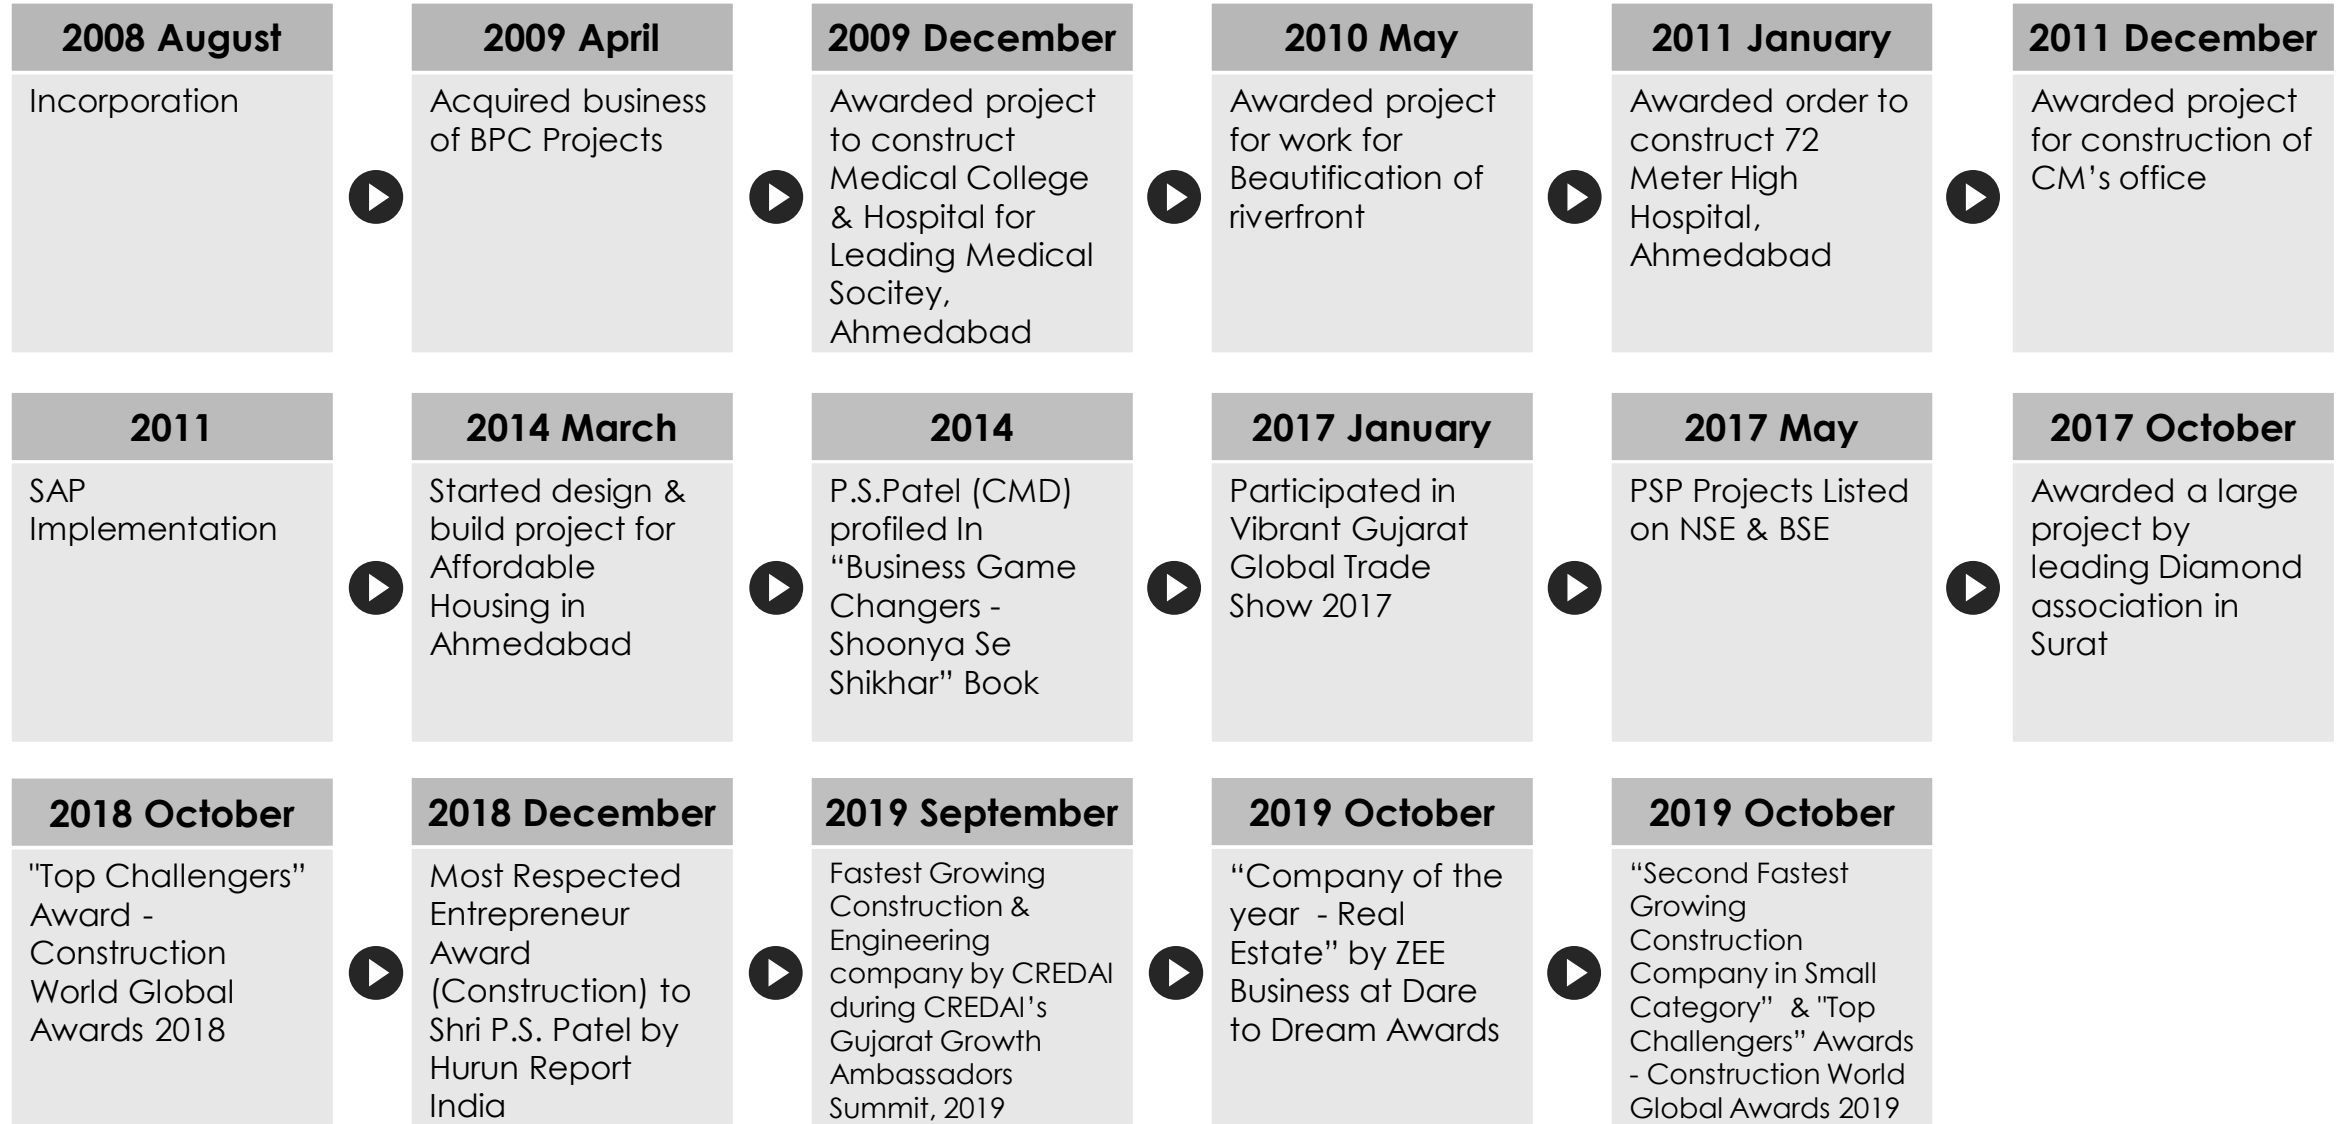 2008 August
Incorporation
2009 April
Acquired business
of BPC Projects
2009 December
Awarded project
to construct
Medical College
& Hospital for
Leading Medical
Socitey,
Ahmedabad
2010 May
Awarded project
for work for
Beautification of
riverfront
2011 January
Awarded order to
construct 72
Meter High
Hospital,
Ahmedabad
2011 December
Awarded project
for construction of
CM’s office
2011
SAP
Implementation
2014 March
Started design &
build project for
Affordable
Housing in
Ahmedabad
2014
P.S.Patel (CMD)
profiled In
“Business Game
Changers -
Shoonya Se
Shikhar” Book
2017 January
Participated in
Vibrant Gujarat
Global Trade
Show 2017
2017 May
PSP Projects Listed
on NSE & BSE
2017 October
Awarded a large
project by
leading Diamond
association in
Surat
2018 October
"Top Challengers”
Award -
Construction
World Global
Awards 2018
2018 December
Most Respected
Entrepreneur
Award
(Construction) to
Shri P.S. Patel by
Hurun Report
India
2019 September
Fastest Growing
Construction &
Engineering
company by CREDAI
during CREDAI’s
Gujarat Growth
Ambassadors
Summit, 2019
2019 October
“Company of the
year  - Real
Estate” by ZEE
Business at Dare
to Dream Awards
2019 October
“Second Fastest
Growing
Construction
Company in Small
Category”  & "Top
Challengers” Awards
- Construction World
Global Awards 2019